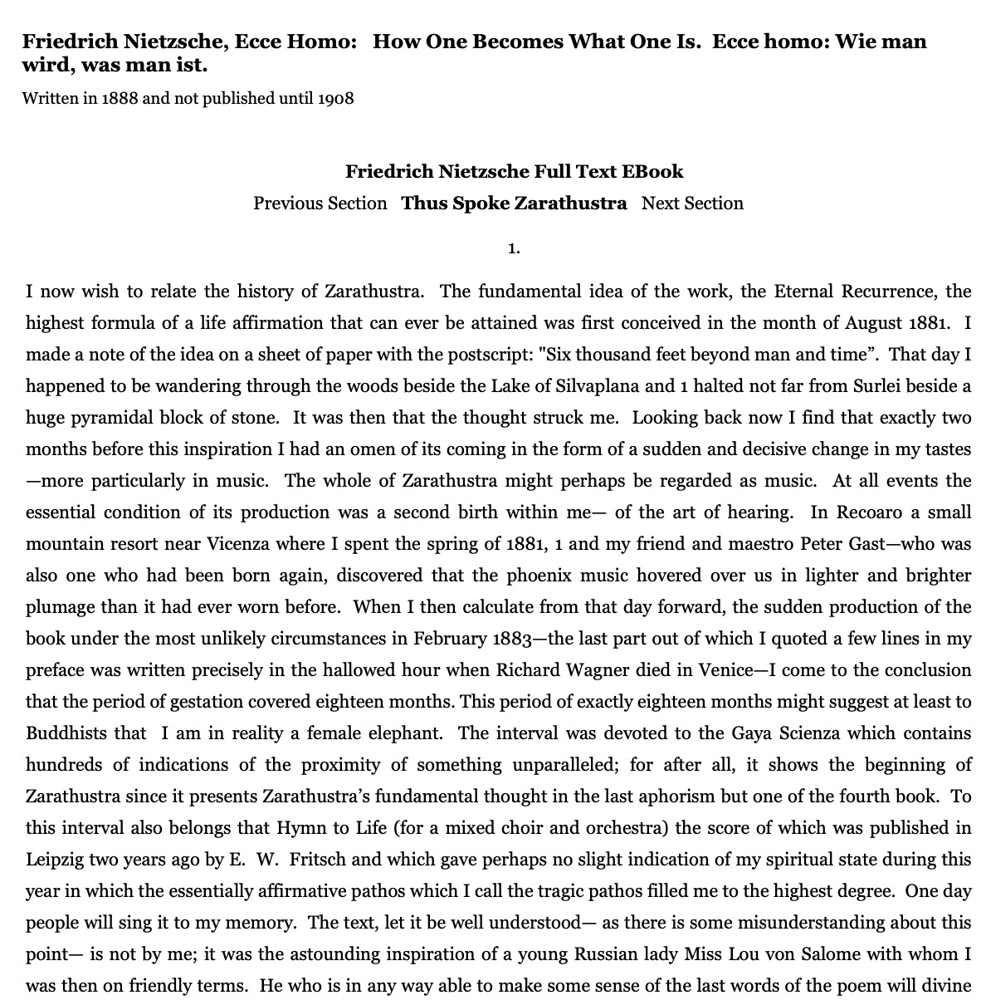 Friedrich Nietzsche, Ecce Homo:   How One Becomes What One Is.  Ecce homo: Wie man
wird, was man ist.
Written in 1888 and not published until 1908
Friedrich Nietzsche Full Text EBook
Previous Section   Thus Spoke Zarathustra   Next Section
1.
I now wish to relate the history of Zarathustra.  The fundamental idea of the work, the Eternal Recurrence, the
highest formula of a life affirmation that can ever be attained was first conceived in the month of August 1881.  I
made a note of the idea on a sheet of paper with the postscript: "Six thousand feet beyond man and time”.  That day I
happened to be wandering through the woods beside the Lake of Silvaplana and 1 halted not far from Surlei beside a
huge pyramidal block of stone.  It was then that the thought struck me.  Looking back now I find that exactly two
months before this inspiration I had an omen of its coming in the form of a sudden and decisive change in my tastes
—more particularly in music.  The whole of Zarathustra might perhaps be regarded as music.  At all events the
essential condition of its production was a second birth within me— of the art of hearing.  In Recoaro a small
mountain resort near Vicenza where I spent the spring of 1881, 1 and my friend and maestro Peter Gast—who was
also one who had been born again, discovered that the phoenix music hovered over us in lighter and brighter
plumage than it had ever worn before.  When I then calculate from that day forward, the sudden production of the
book under the most unlikely circumstances in February 1883—the last part out of which I quoted a few lines in my
preface was written precisely in the hallowed hour when Richard Wagner died in Venice—I come to the conclusion
that the period of gestation covered eighteen months. This period of exactly eighteen months might suggest at least to
Buddhists that  I am in reality a female elephant.  The interval was devoted to the Gaya Scienza which contains
hundreds of indications of the proximity of something unparalleled; for after all, it shows the beginning of
Zarathustra since it presents Zarathustra’s fundamental thought in the last aphorism but one of the fourth book.  To
this interval also belongs that Hymn to Life (for a mixed choir and orchestra) the score of which was published in
Leipzig two years ago by E.  W.  Fritsch and which gave perhaps no slight indication of my spiritual state during this
year in which the essentially affirmative pathos which I call the tragic pathos filled me to the highest degree.  One day
people will sing it to my memory.  The text, let it be well understood— as there is some misunderstanding about this
point— is not by me; it was the astounding inspiration of a young Russian lady Miss Lou von Salome with whom I
was then on friendly terms.  He who is in any way able to make some sense of the last words of the poem will divine